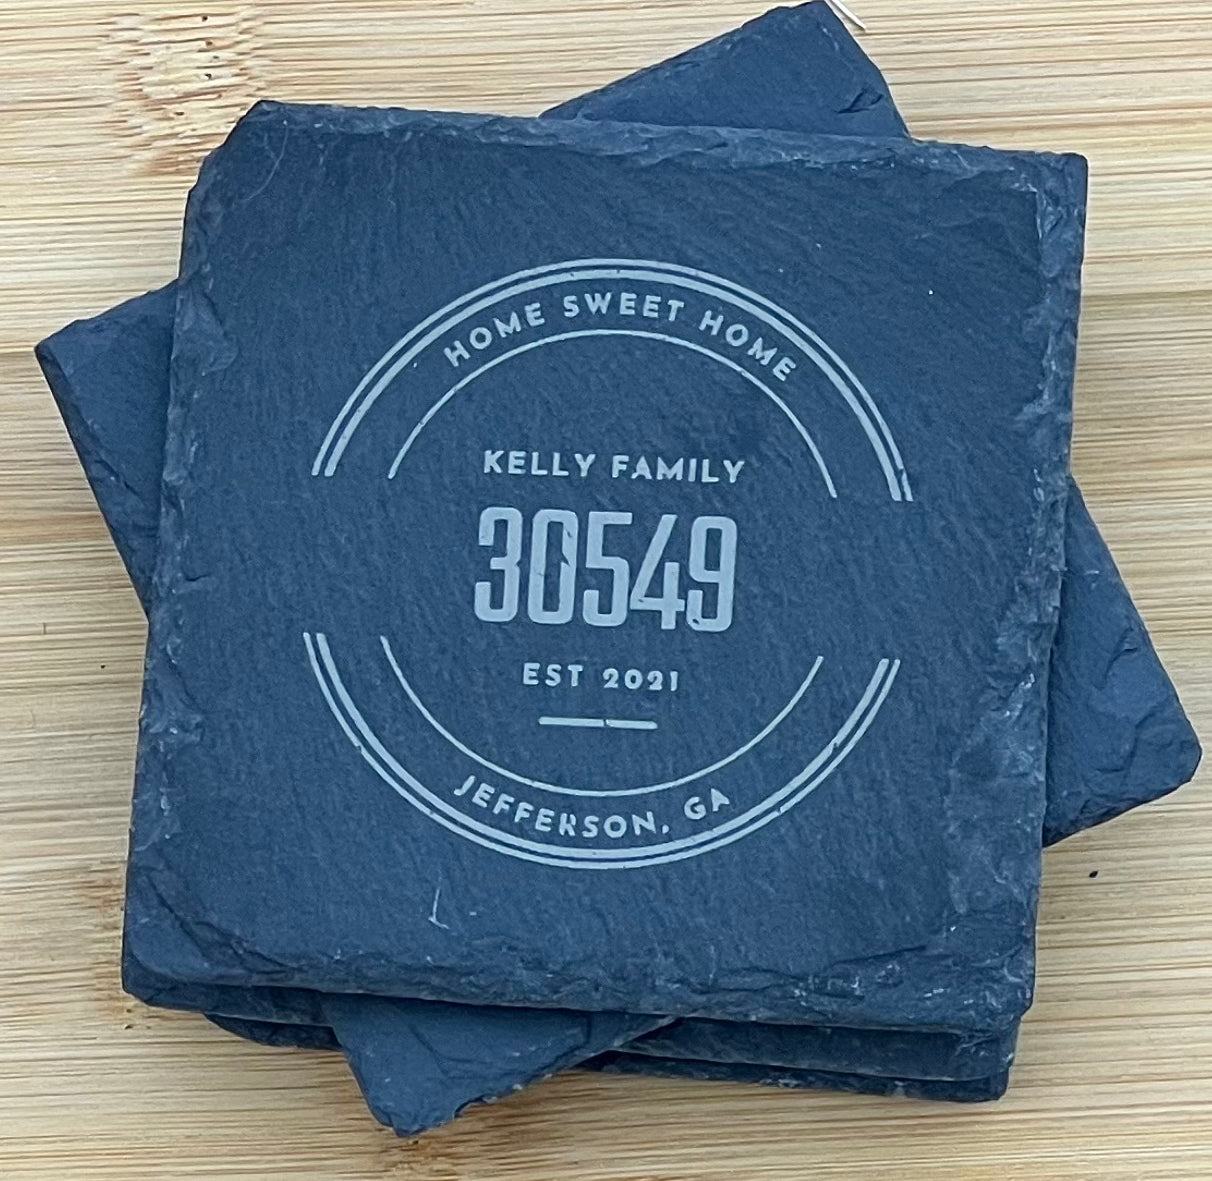 HOME SWEET HOME
KELLY FAMILY
30549
EST 2021
JEFFERSON, GA